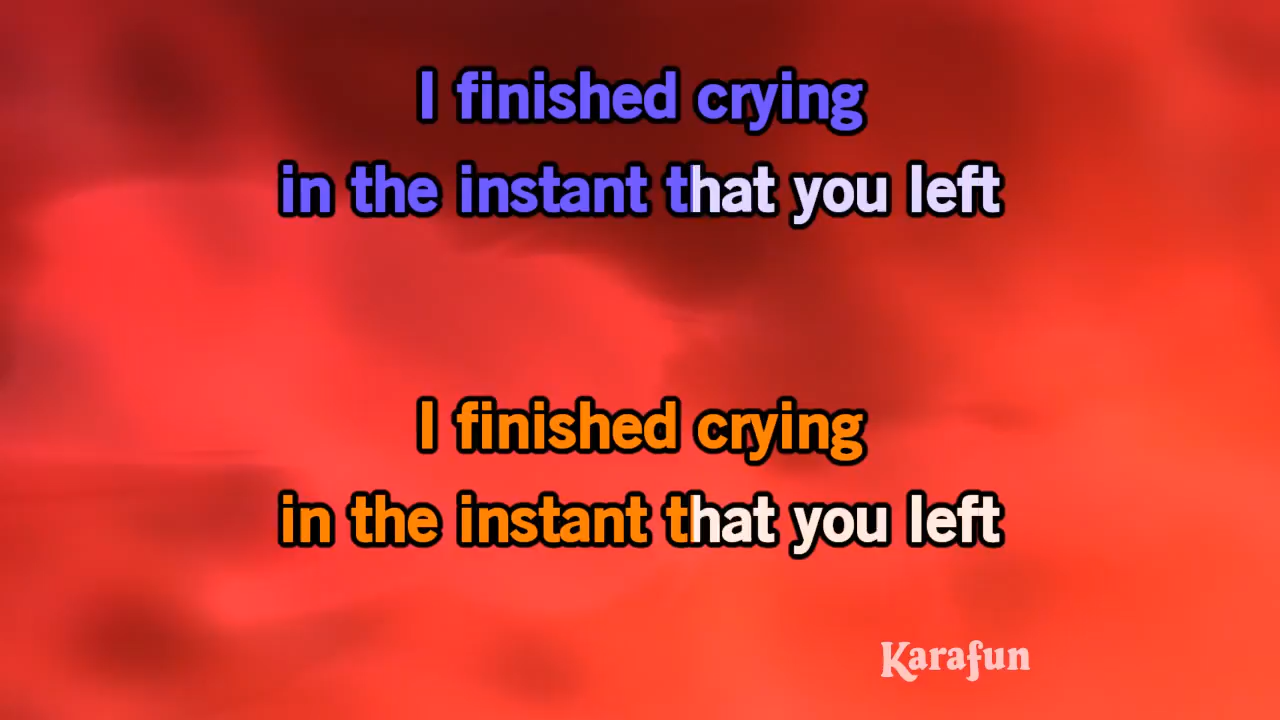 I finished crying
in the instant that you left
I finished crying
in the instant that you left
Karafun